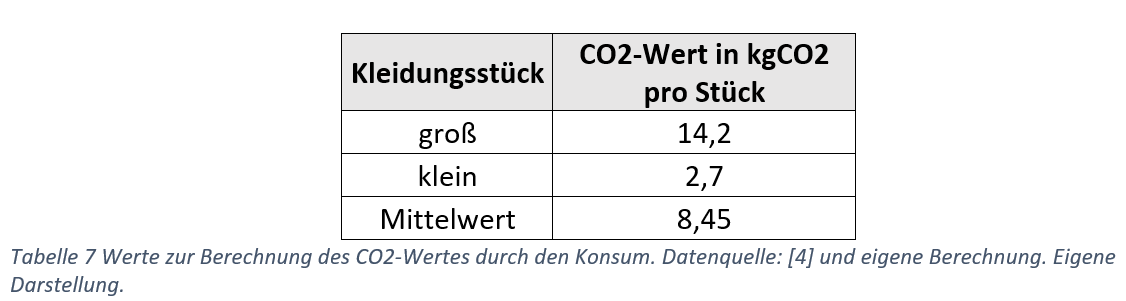 Kleidungsstück
CO2-Wert in kgCO2
pro Stück
groß
14,2
klein
2,7
Mittelwert
8,45
Tabelle 7 Werte zur Berechnung des CO2-Wertes durch den Konsum. Datenquelle: [4] und eigene Berechnung. Eigene
Darstellung.